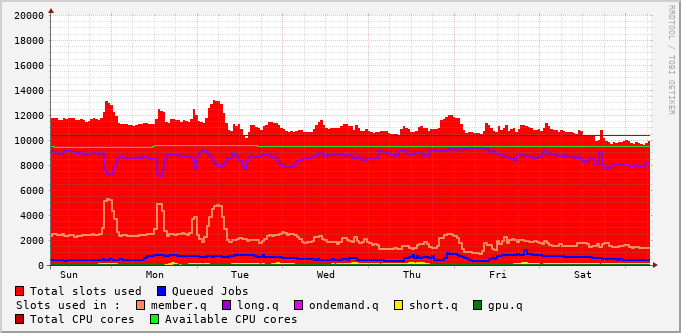 20000
18000
16000
14000
12000
10000
8000
6000
4000
2000
0
Sun Mon Tue Wed Thu Fri Sat
RRDTOOL / TOBI OETIKER
Total slots used Queued Jobs
Slots used in : member.q long.q ondemand.q short.q gpu.q
Total CPU cores Available CPU cores